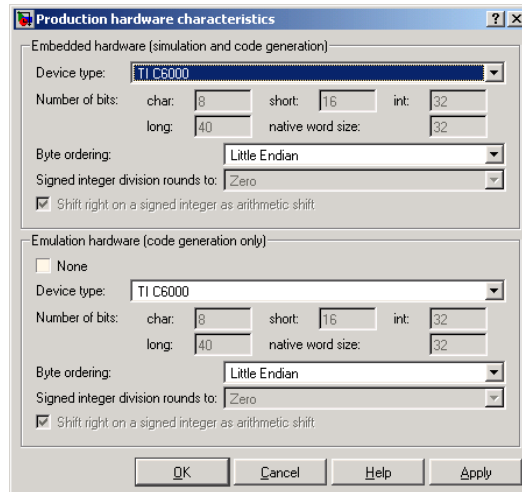 Production hardware characteristics
Embedded hardware (simulation and code generation)
Device type: TI C6000
Number of bits: char: 8 short: 16 int: 32
long: 40 native word size: 32
Byte ordering: Little Endian
Signed integer division rounds to: Zero
Shift right on a signed integer as arithmetic shift
Emulation hardware (code generation only)
None
Device type: TI C6000
Number of bits: char: 8 short: 16 int: 32
long: 40 native word size: 32
Byte ordering: Little Endian
Signed integer division rounds to: Zero
Shift right on a signed integer as arithmetic shift
OK Cancel Help Apply